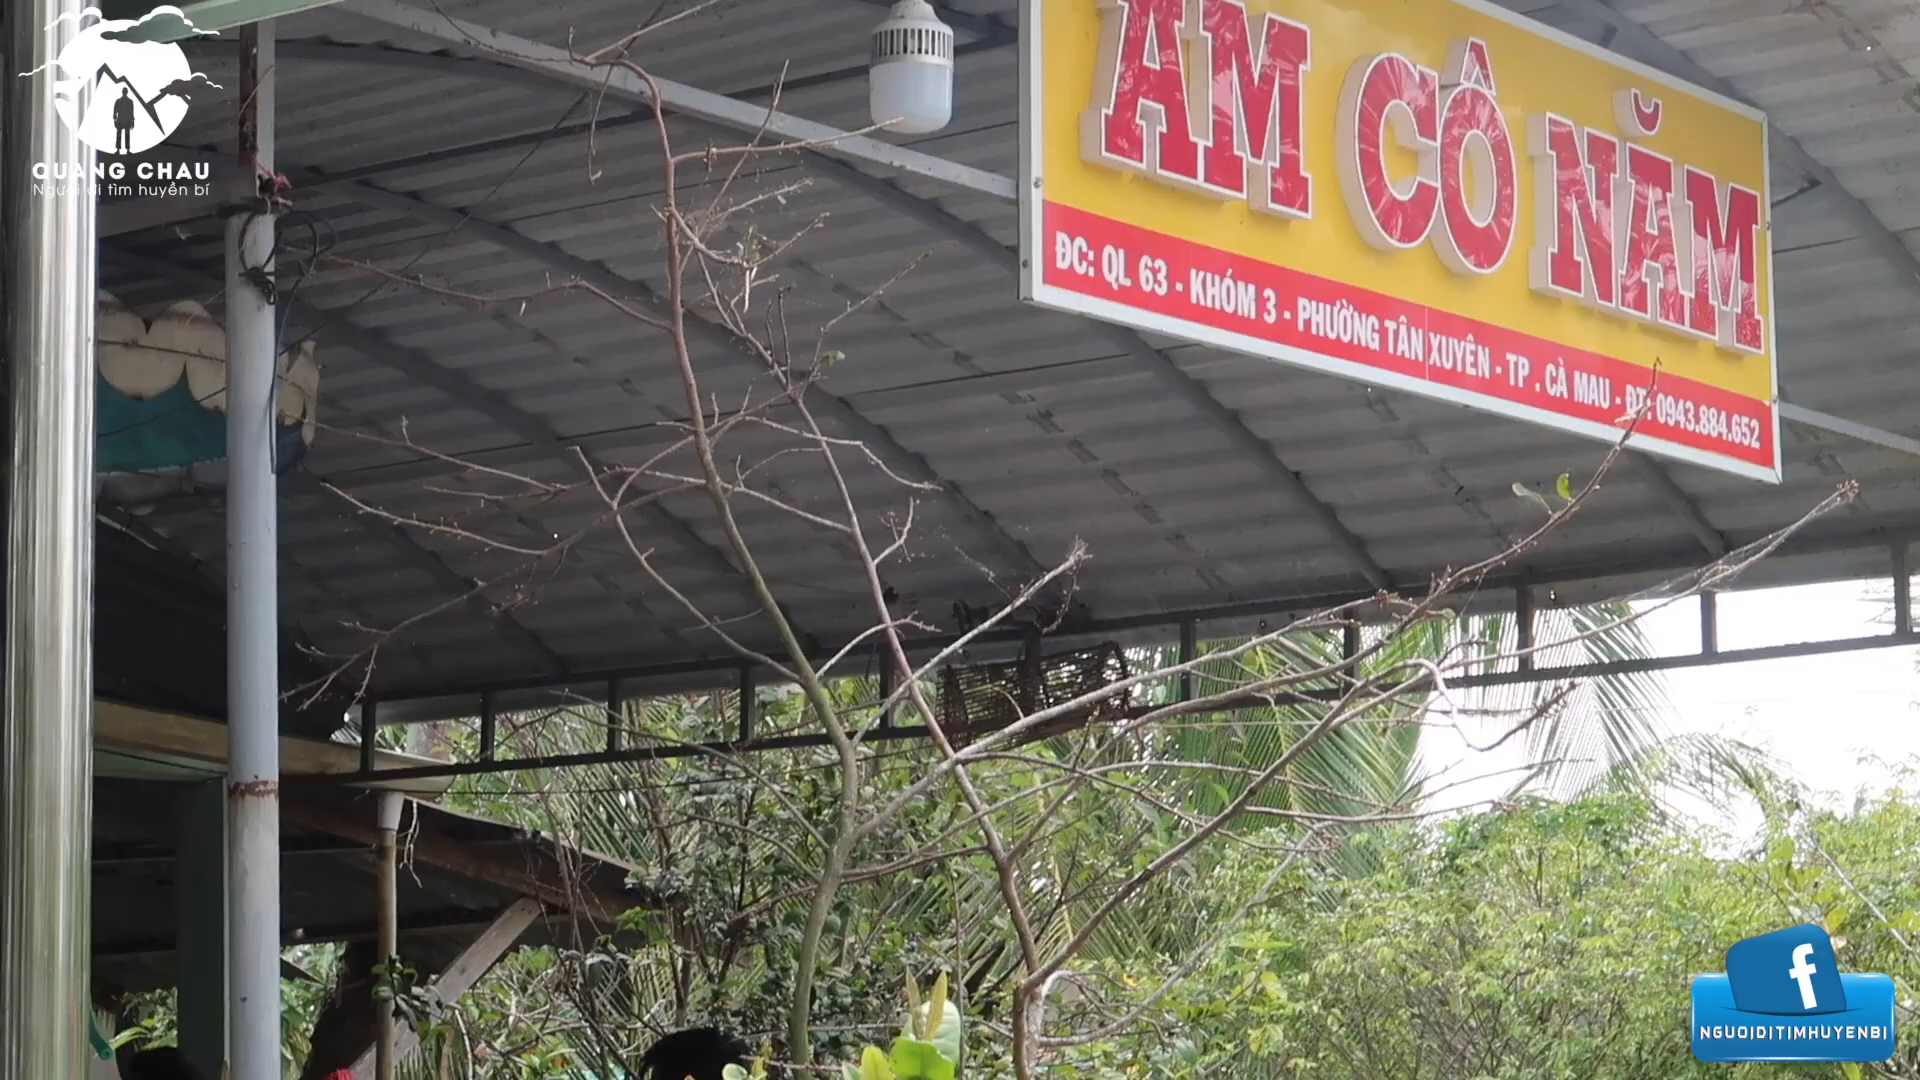 QUANG CHAU
Người đi tìm huyền bí
AM CÔ NĂM
ĐC: QL 63 - KHÓM 3 - PHƯỜNG TÂN XUYÊN - TP . CÀ MAU - ĐT: 0943.884.652
f
NGUOIDITIMHUYENBI